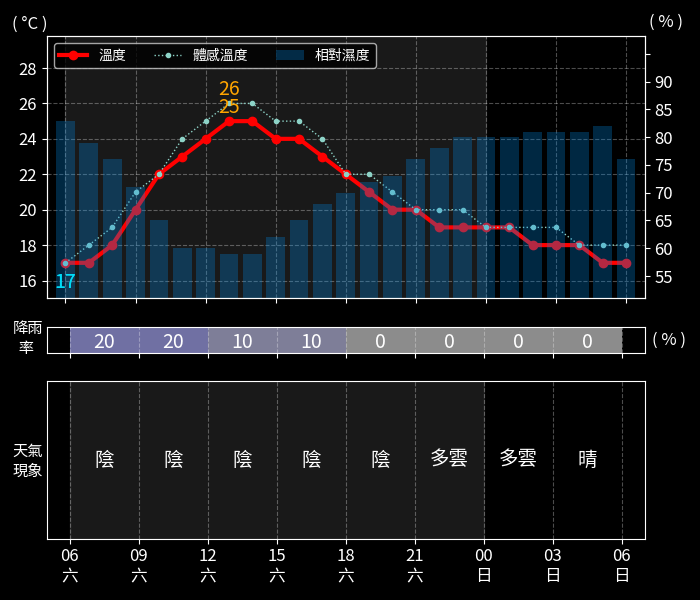 ( °C )
( % )
溫度
體感溫度
相對濕度
28
26
24
22
20
18
16
26
25
17
90
85
80
75
70
65
60
55
降雨
率
20 20 10 10 0 0 0 0
( % )
天氣
現象
陰 陰 陰 陰 陰 多雲 多雲 晴
06 09 12 15 18 21 00 03 06
六 六 六 六 六 六 日 日 日